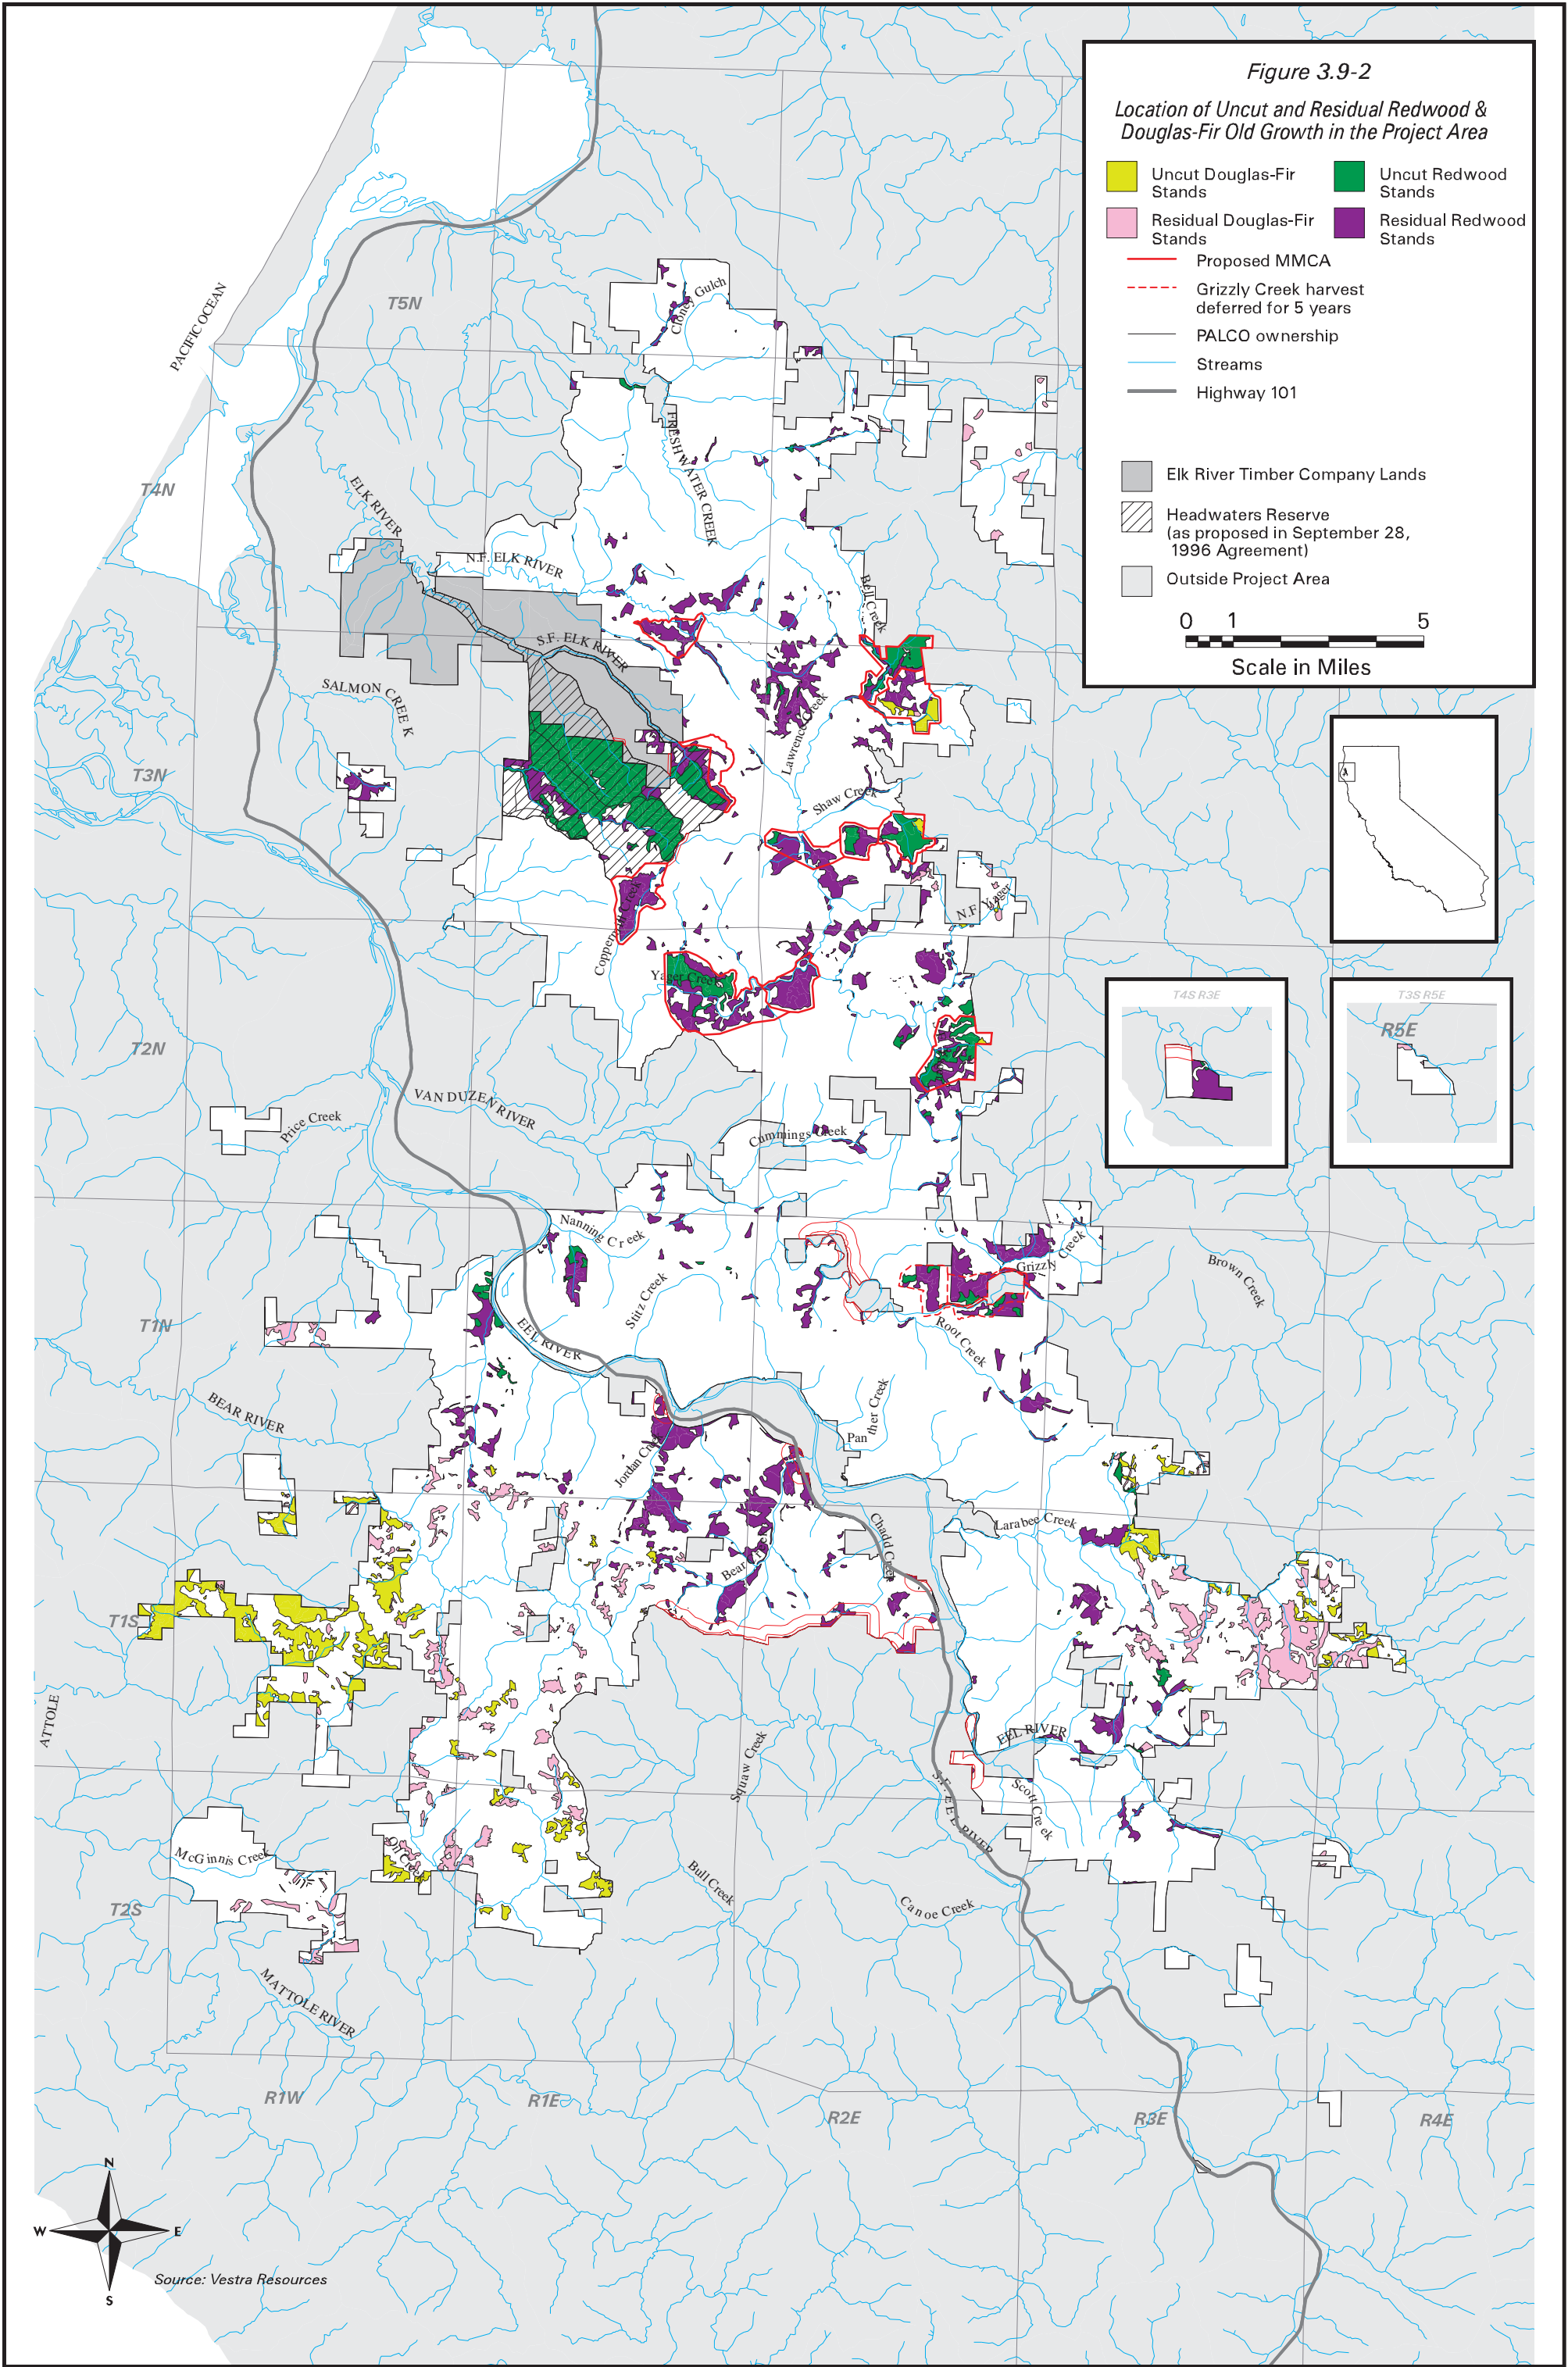 Figure 3.9-2
Location of Uncut and Residual Redwood &
Douglas-Fir Old Growth in the Project Area
Uncut Douglas-Fir
Stands
Uncut Redwood
Stands
Residual Douglas-Fir
Stands
Residual Redwood
Stands
Proposed MMCA
Grizzly Creek harvest
deferred for 5 years
PALCO ownership
Streams
Highway 101
Elk River Timber Company Lands
Headwaters Reserve
(as proposed in September 28,
1996 Agreement)
Outside Project Area
0 1 5
Scale in Miles
PACIFIC OCEAN
T5N
Cloney Gulch
FRESHWATER CREEK
T4N
ELK RIVER
N.F. ELK RIVER
Bell Creek
S.F. ELK RIVER
SALMON CREE K
Lawrence Creek
T3N
Shaw Creek
N.F. Yager
Yager Creek
T4S R3E
T3S R5E
R5E
T2N
VAN DUZEN RIVER
Price Creek
Cummings Creek
Nanning Creek
Grizzly Creek
Brown Creek
Stitz Creek
T1N
EEL RIVER
Root Creek
BEAR RIVER
Pan ther Creek
Larabee Creek
T1S
EEL RIVER
ATTOLE
Squaw Creek
S.F. EEL RIVER
Scott Creek
McGinnis Creek
Bull Creek
Canoe Creek
T2S
MATTOLE RIVER
R1W
R1E
R2E
R3E
R4E
N
W
E
S
Source: Vestra Resources